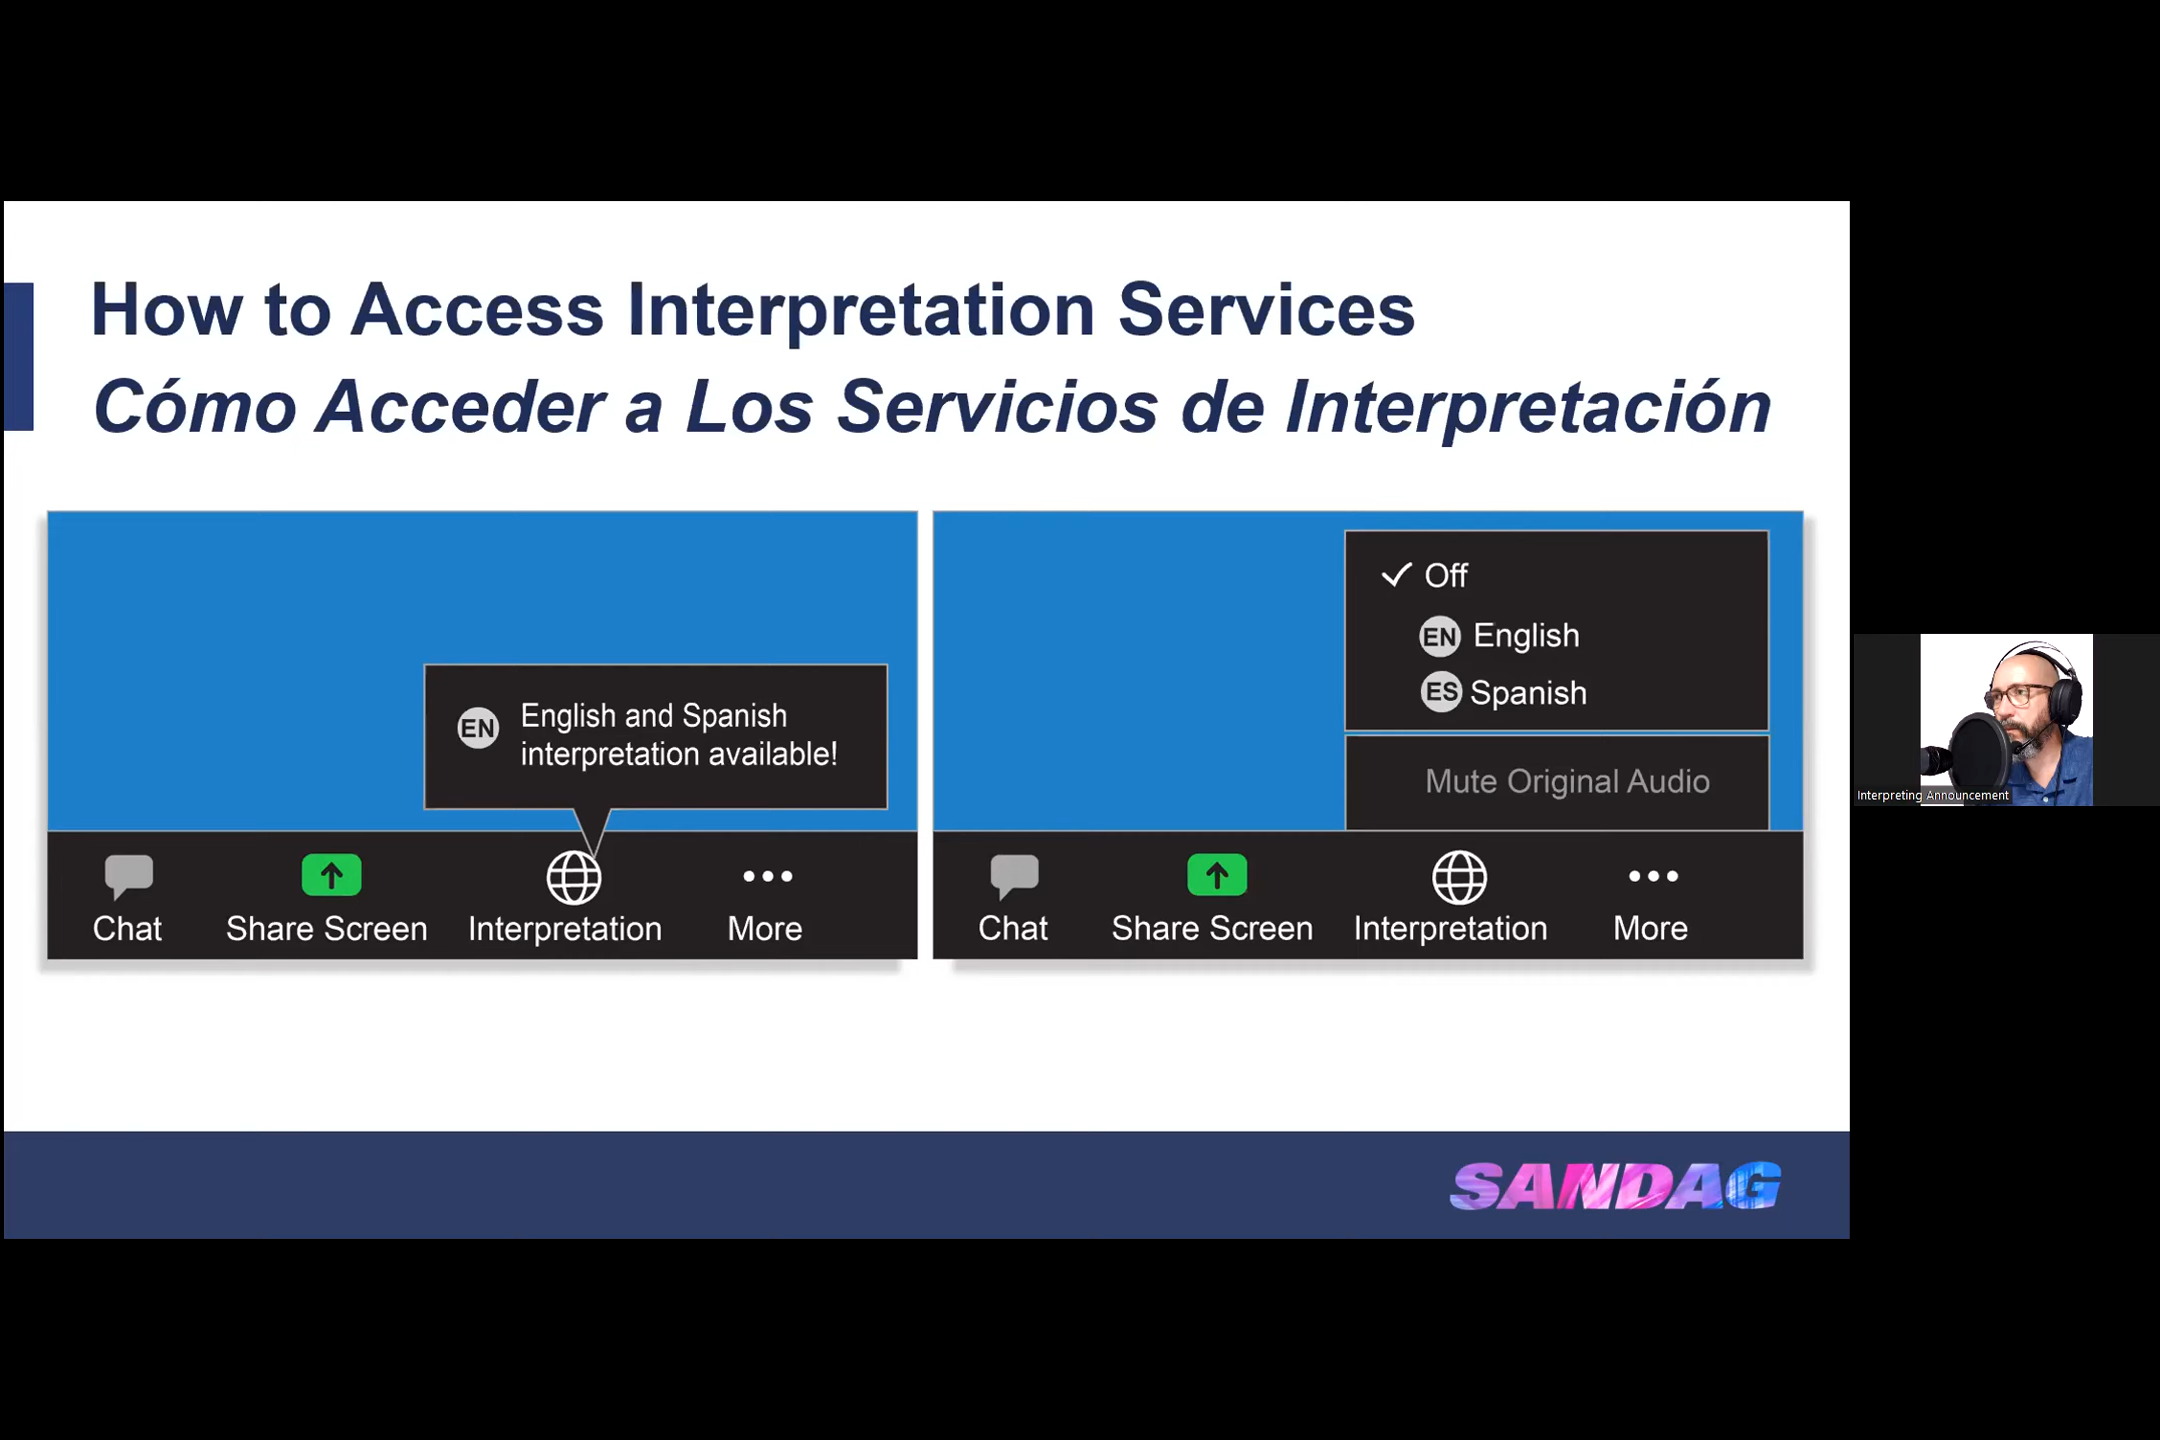 How to Access Interpretation Services
Cómo Acceder a Los Servicios de Interpretación
EN
English and Spanish
interpretation available!
Chat
Share Screen
Interpretation
More
Off
EN English
ES Spanish
Mute Original Audio
Chat
Share Screen
Interpretation
More
SANDAG
Interpreting Announcement